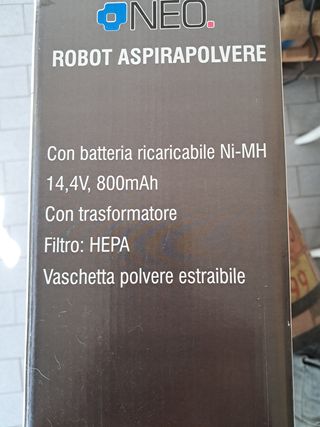 NEO.
ROBOT ASPIRAPOLVERE
Con batteria ricaricabile Ni-MH
14,4V, 800mAh
Con trasformatore
Filtro: HEPA
Vaschetta polvere estraibile